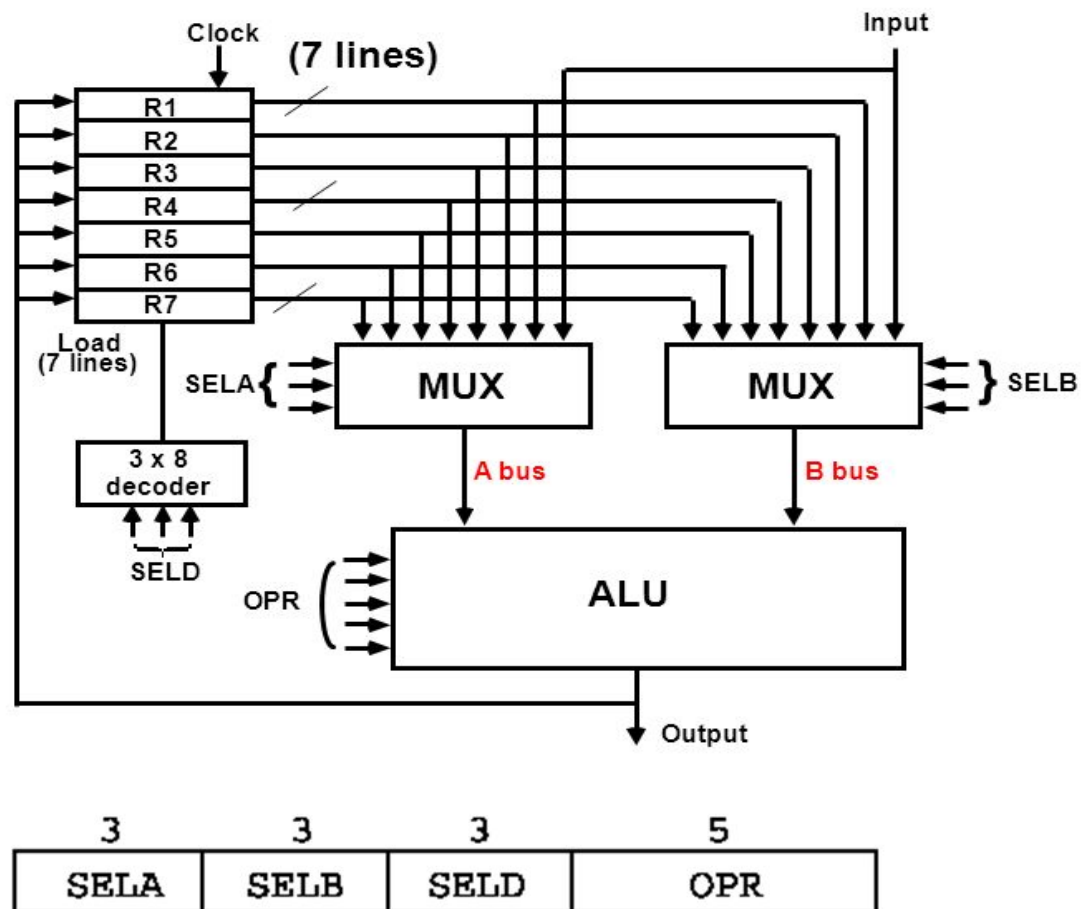 Clock
Input
(7 lines)
R1
R2
R3
R4
R5
R6
R7
Load
(7 lines)
SELA {
MUX
MUX
} SELB
3 x 8
decoder
A bus
B bus
SELD
OPR
ALU
Output
3 3 3 5
SELA SELB SELD OPR